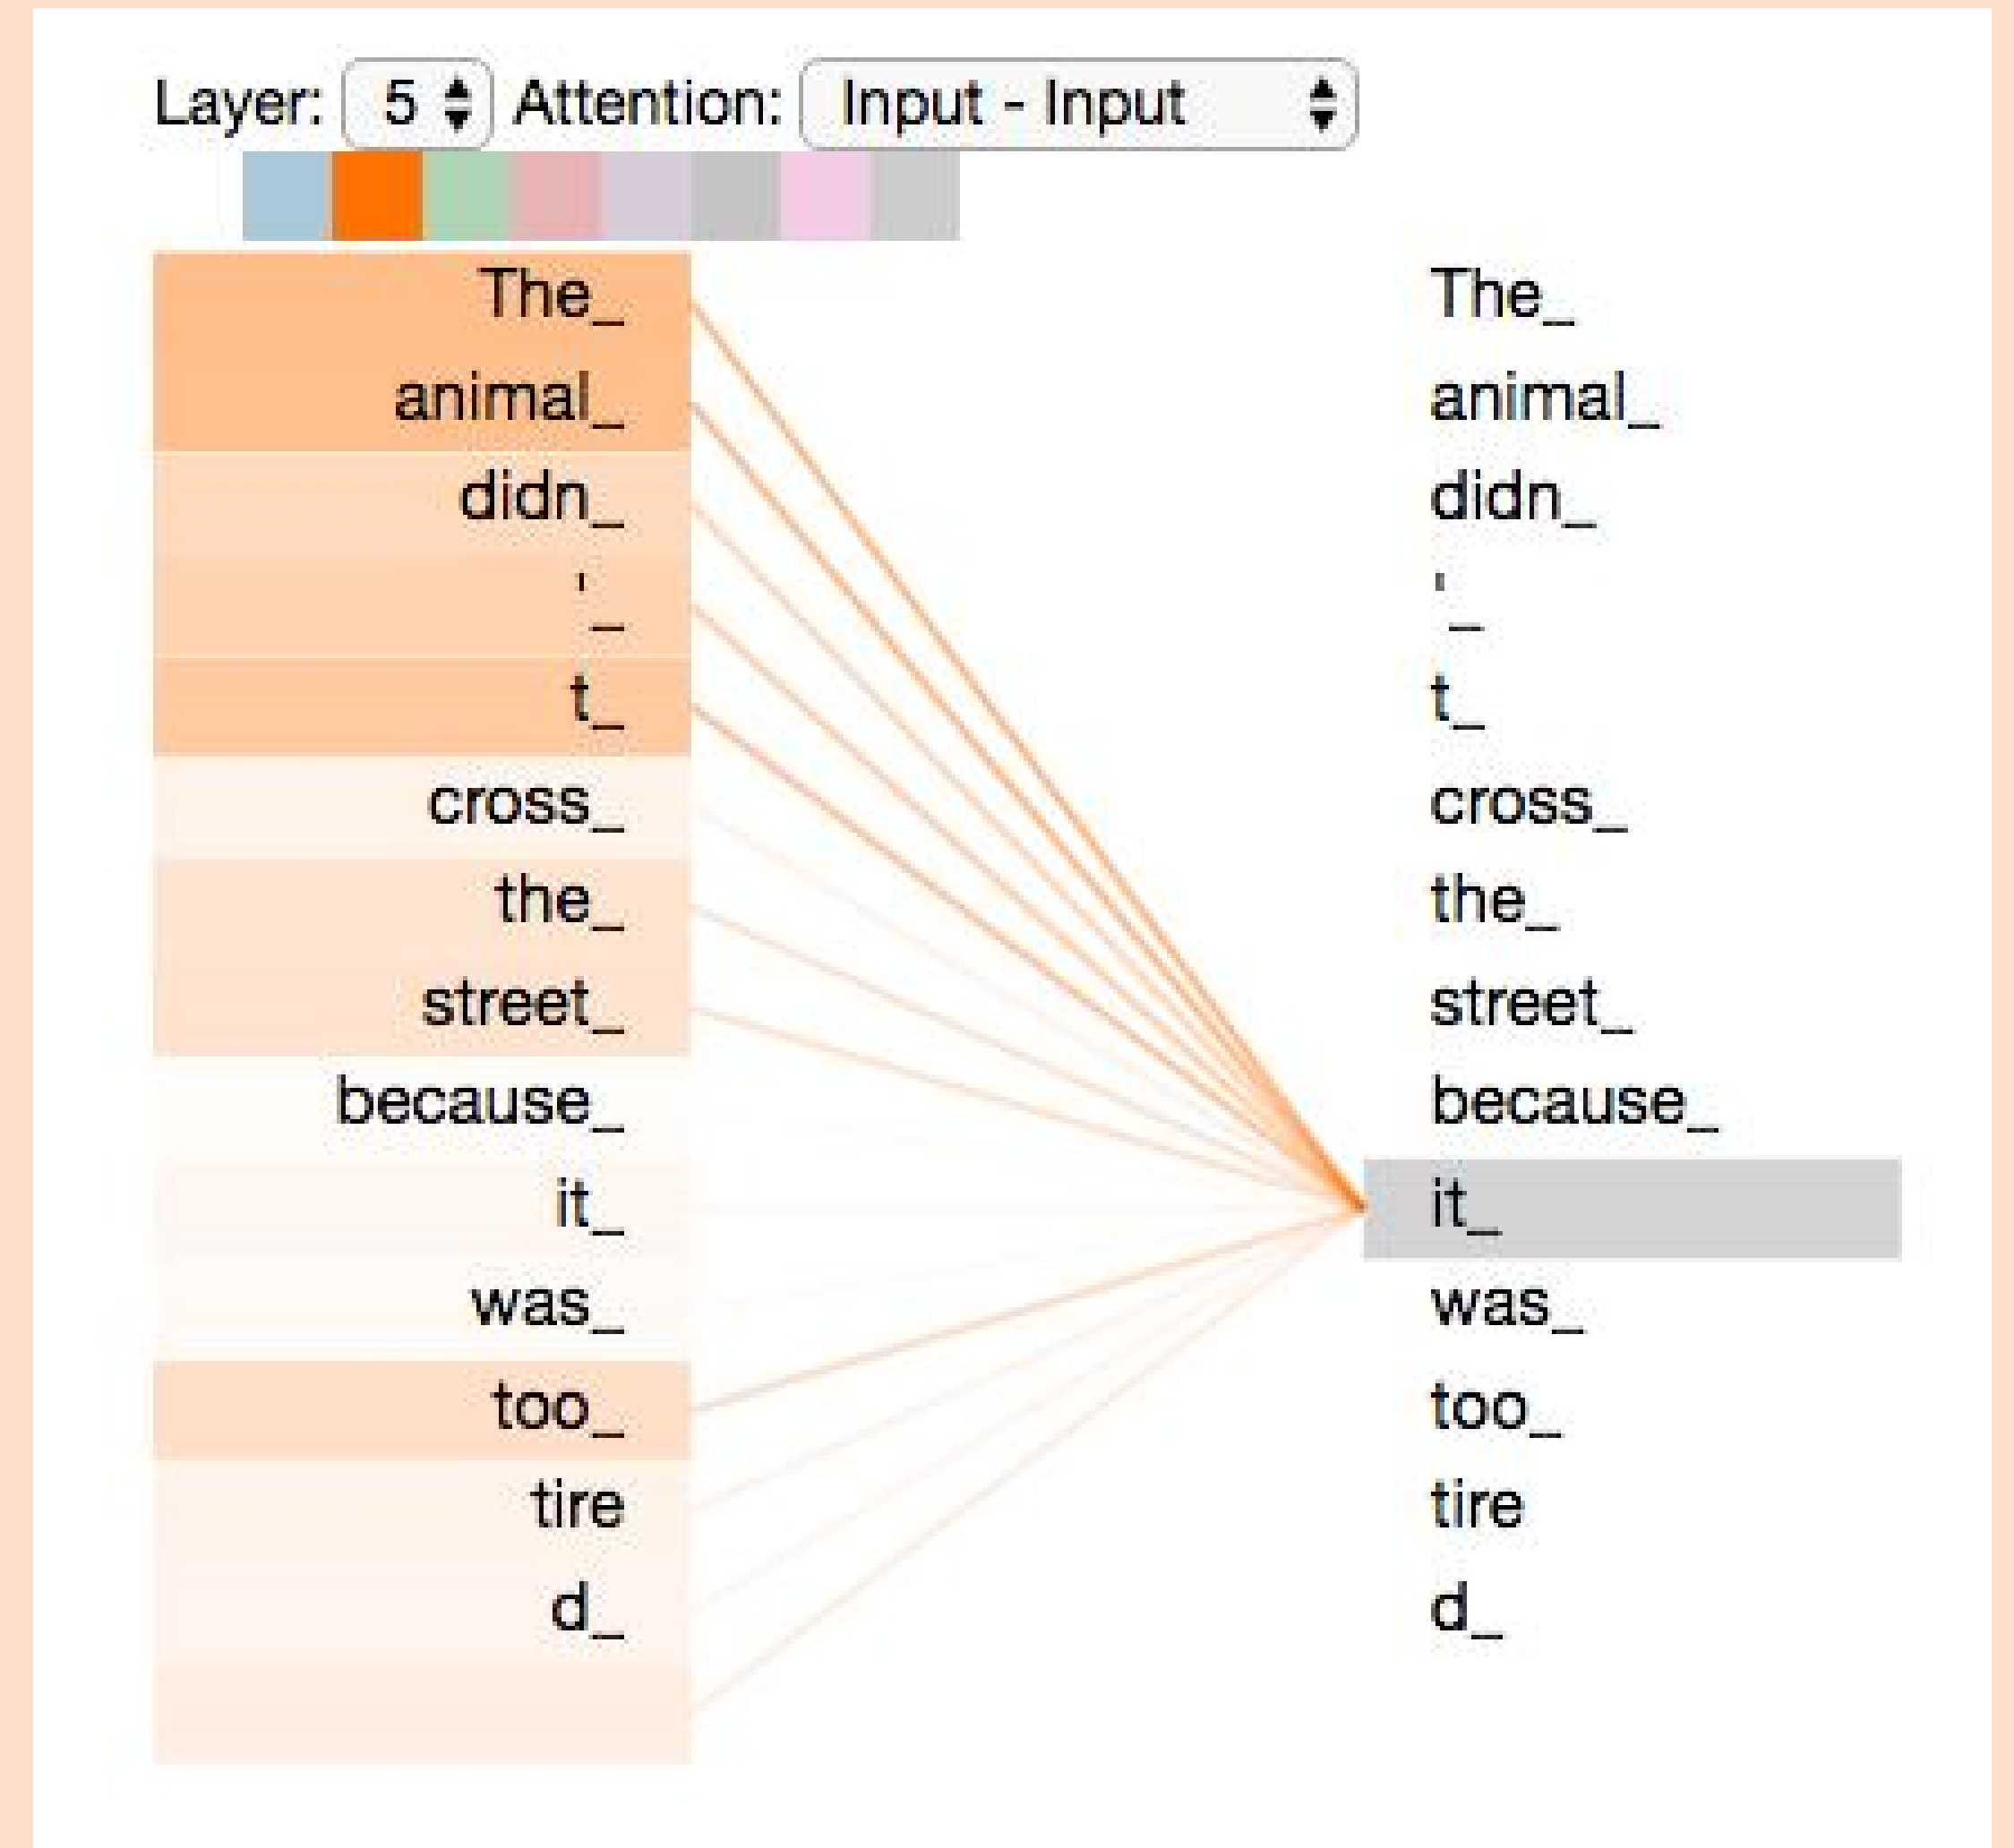 Layer: 5 Attention: Input - Input
The_ The_
animal_ animal_
didn_ didn_
'_ '_
t_ t_
cross_ cross_
the_ the_
street_ street_
because_ because_
it_ it_
was_ was_
too_ too_
tire tire
d_ d_